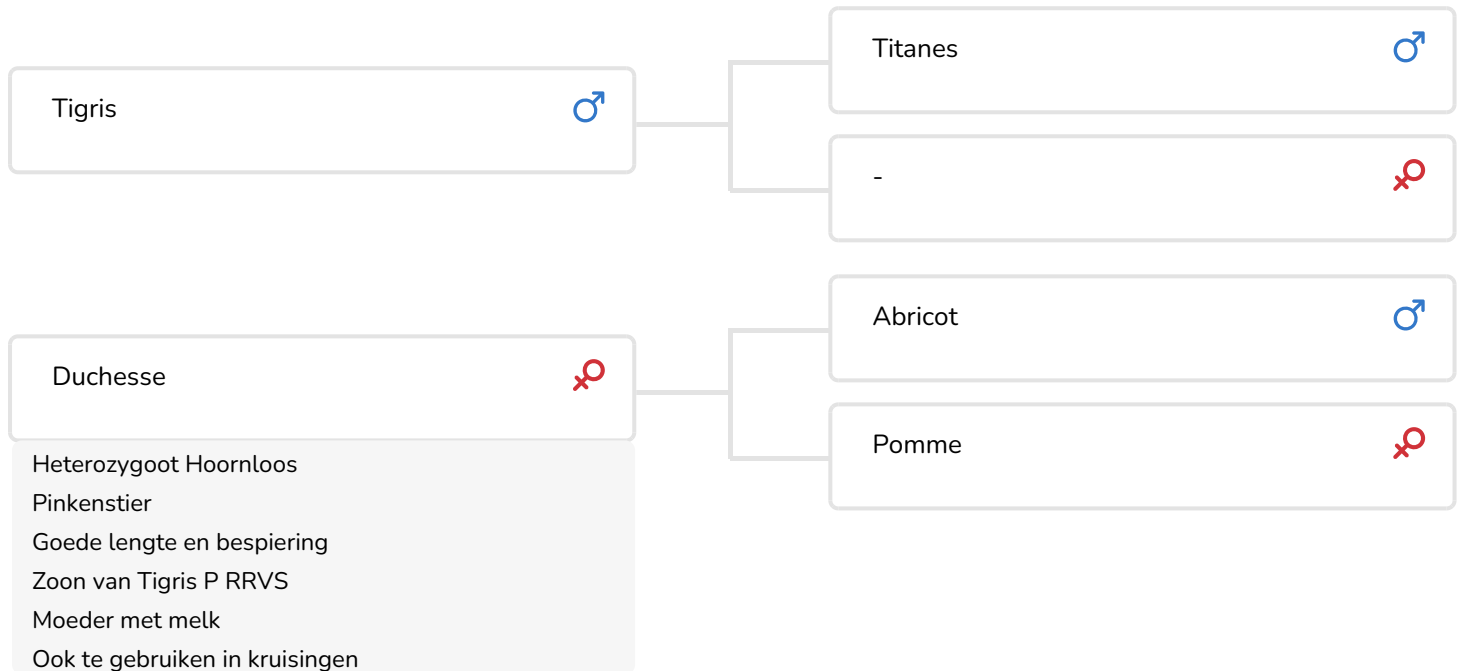 Titanes
Tigris
-
Abricot
Duchesse
Pomme
Heterozygoot Hoornloos
Pinkenstier
Goede lengte en bespiering
Zoon van Tigris P RRVS
Moeder met melk
Ook te gebruiken in kruisingen